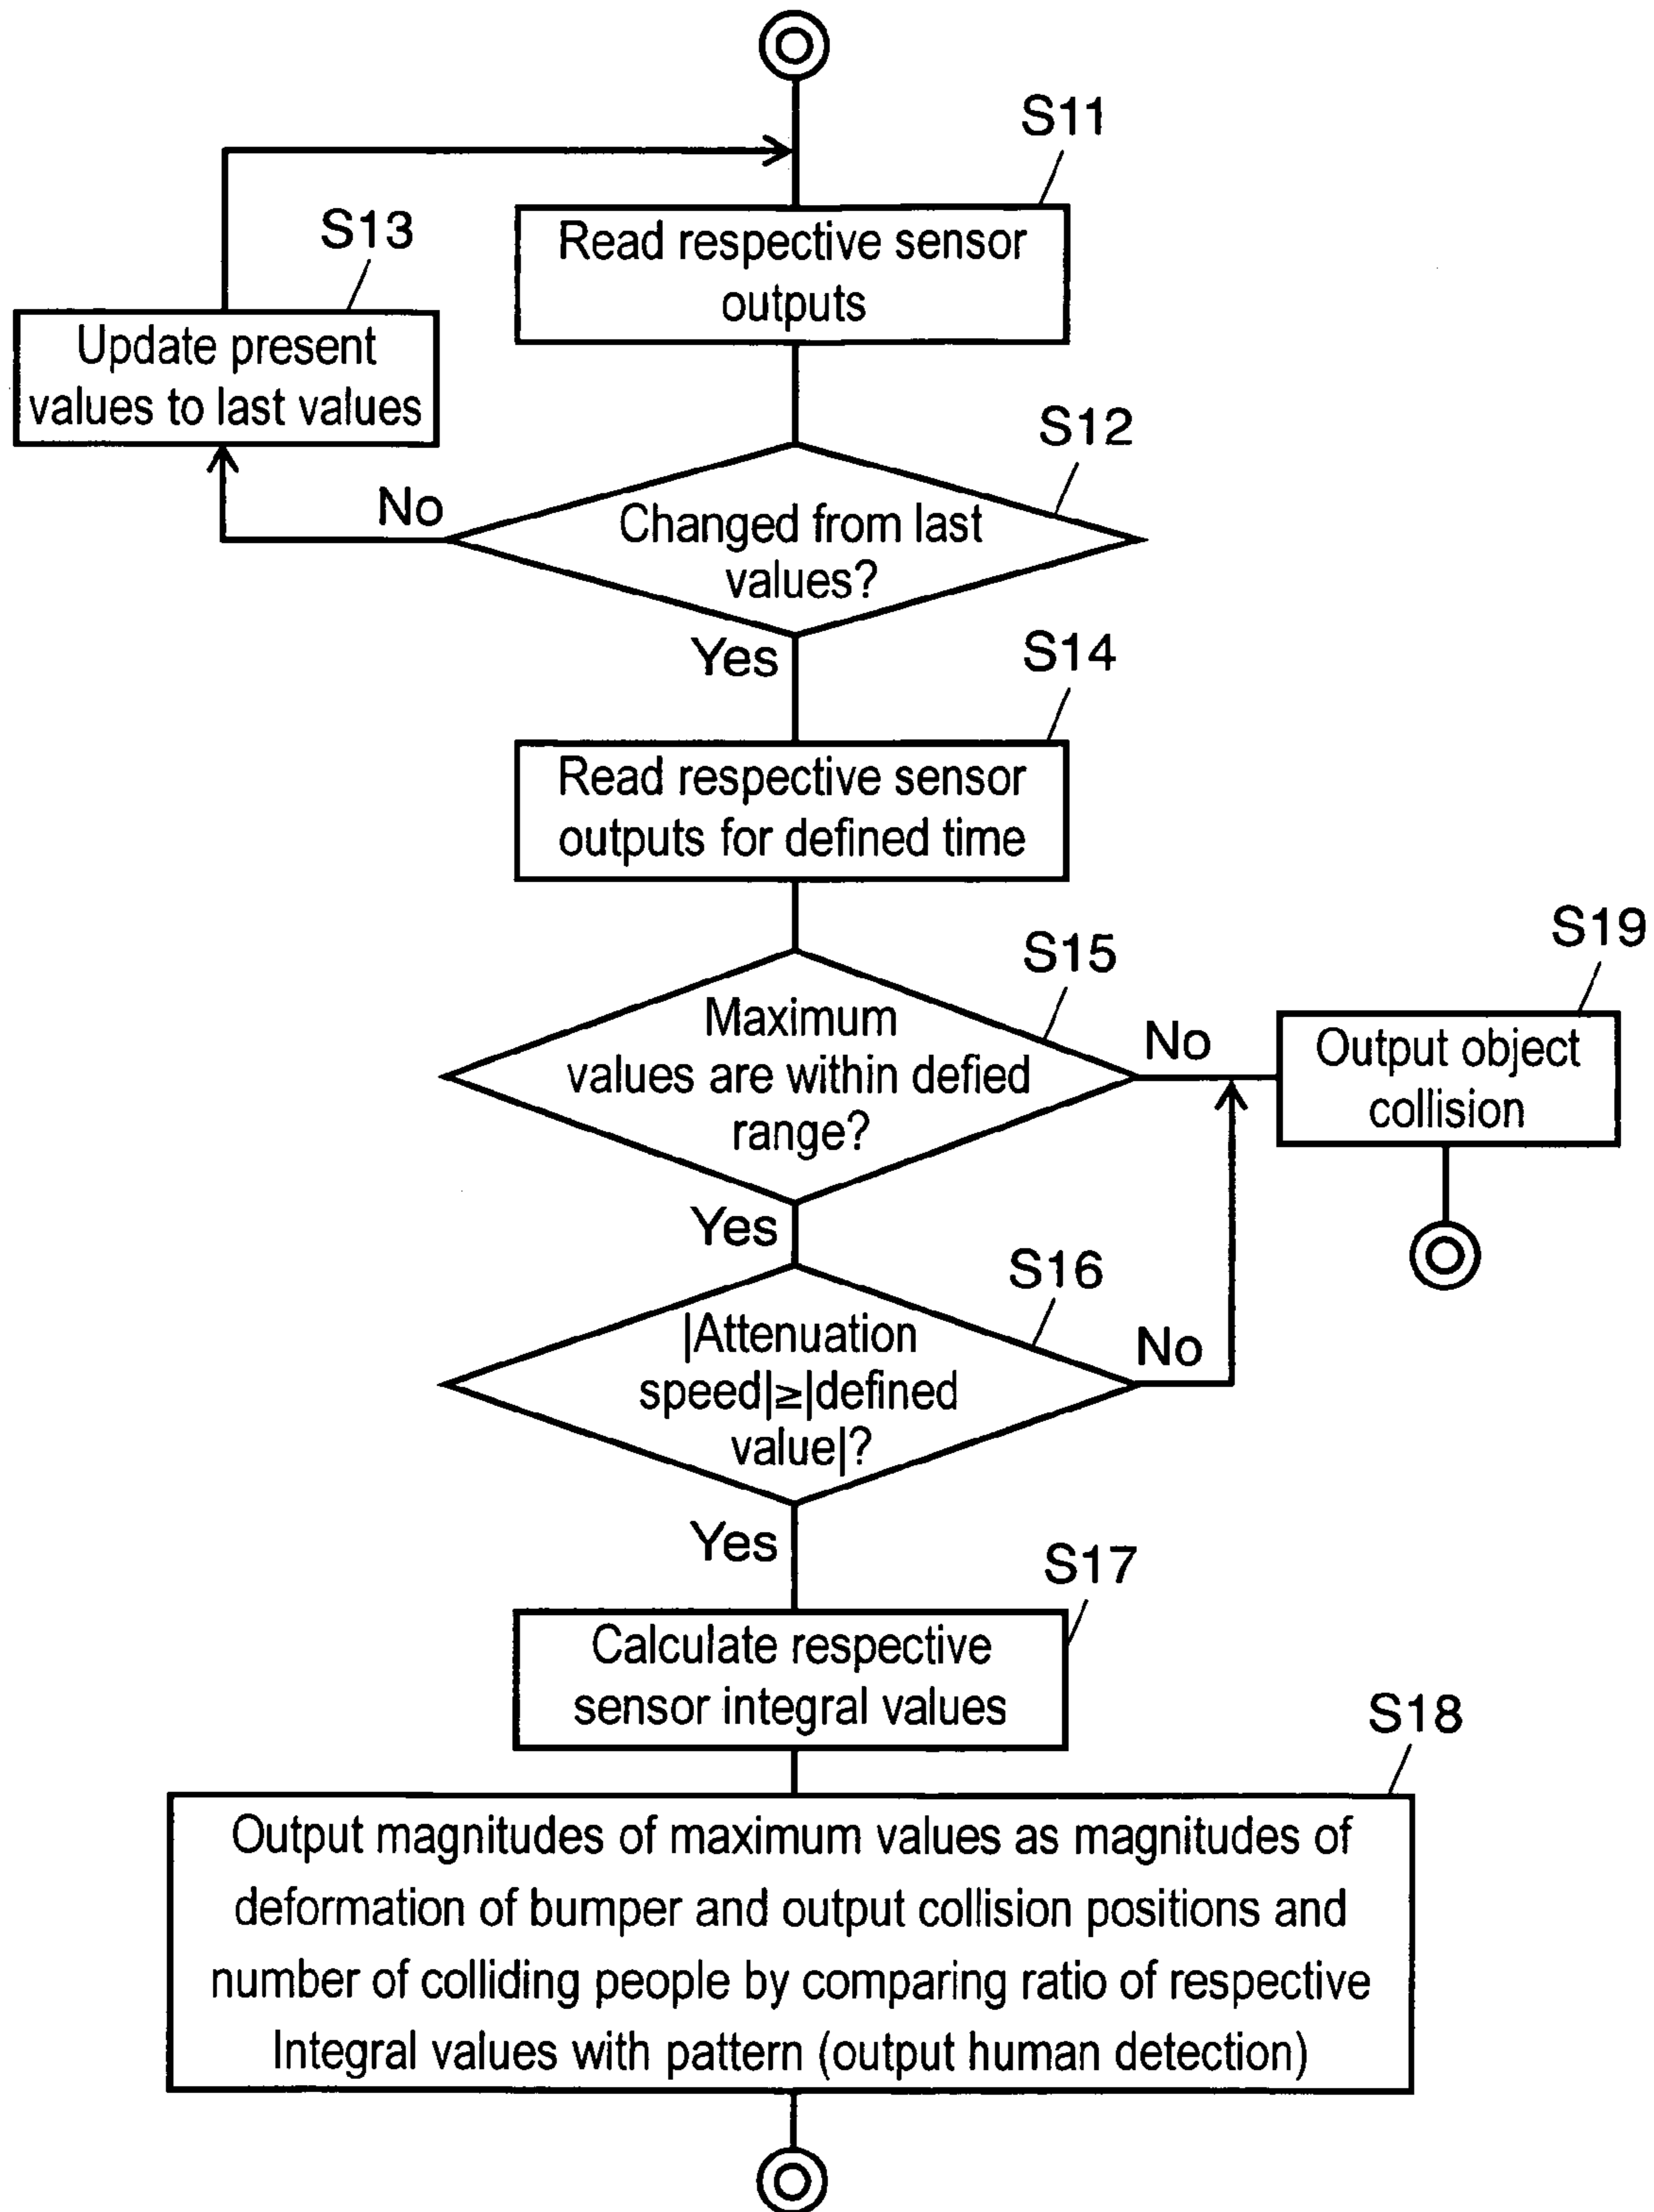 S11
Read respective sensor
outputs
S13
Update present
values to last values
S12
Changed from last
values?
No
Yes
S14
Read respective sensor
outputs for defined time
S15
Maximum
values are within defied
range?
No
S19
Output object
collision
Yes
S16
|Attenuation
speed|≥|defined
value|?
No
Yes
S17
Calculate respective
sensor integral values
S18
Output magnitudes of maximum values as magnitudes of
deformation of bumper and output collision positions and
number of colliding people by comparing ratio of respective
Integral values with pattern (output human detection)